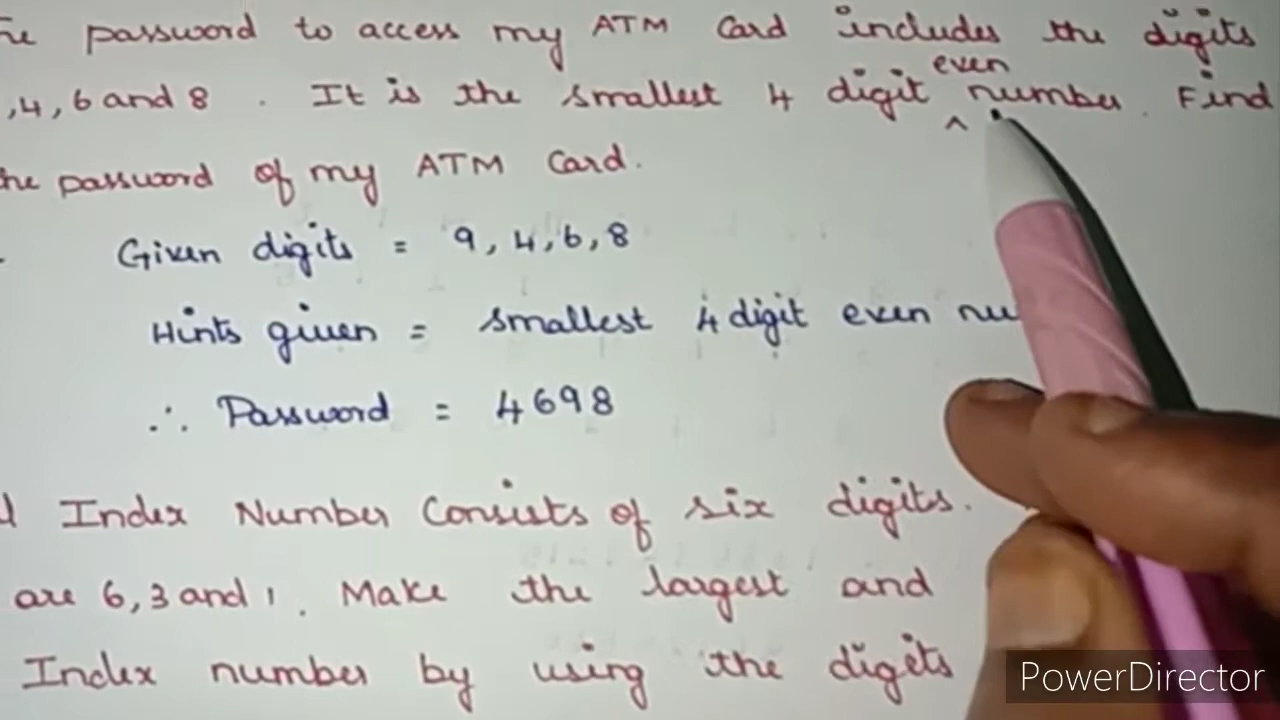 password to access my ATM Card includes the digits
even
,4,6 and 8 . It is the smallest 4 digit ^ number. Find
password of my ATM Card.
Given digits = 9, 4, 6, 8
Hints given = smallest 4 digit even nu
∴ Password = 4698
Index Number Consists of six digits.
are 6, 3 and 1. Make the largest and
Index number by using the digits
PowerDirector